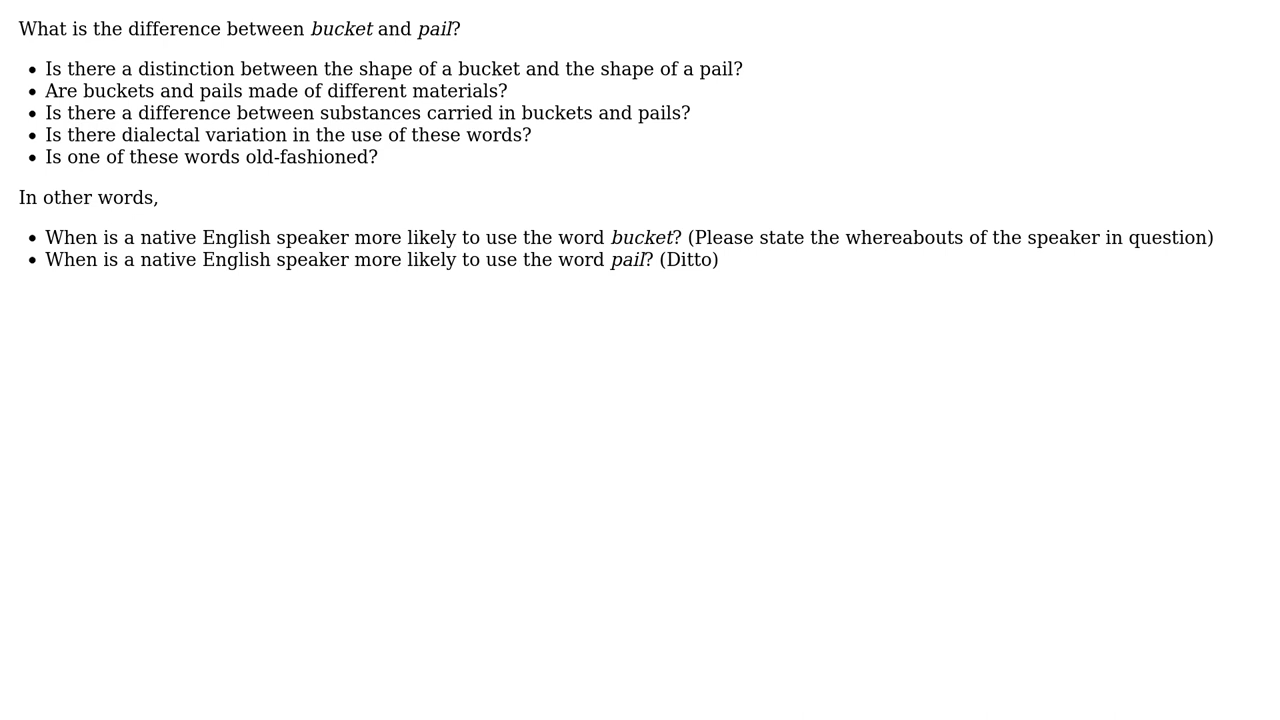 What is the difference between bucket and pail?
• Is there a distinction between the shape of a bucket and the shape of a pail?
• Are buckets and pails made of different materials?
• Is there a difference between substances carried in buckets and pails?
• Is there dialectal variation in the use of these words?
• Is one of these words old-fashioned?
In other words,
• When is a native English speaker more likely to use the word bucket? (Please state the whereabouts of the speaker in question)
• When is a native English speaker more likely to use the word pail? (Ditto)